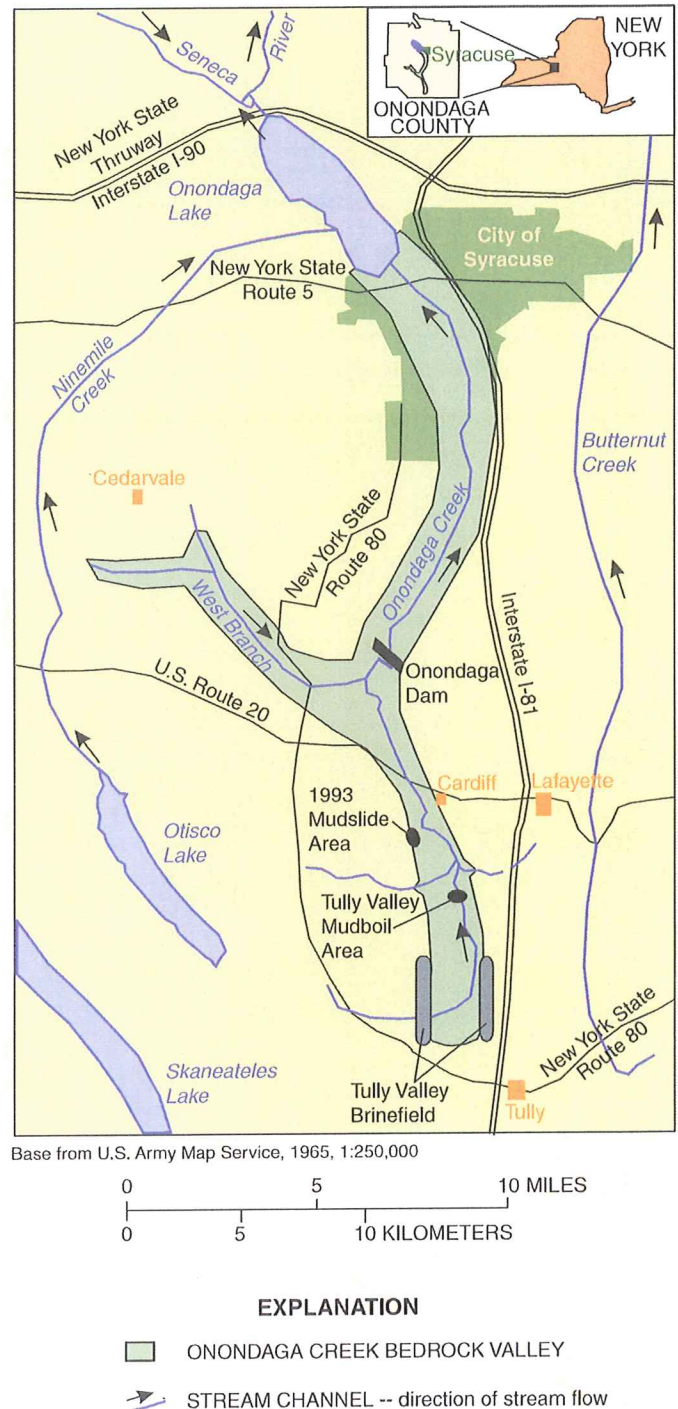 NEW
YORK
Syracuse
ONONDAGA
COUNTY
Seneca
River
New York State
Thruway
Interstate I-90
Onondaga
Lake
City of
Syracuse
New York State
Route 5
Ninemile
Creek
Butternut
Creek
Cedarvale
New York State
Route 80
Onondaga Creek
West Branch
Interstate I-81
Onondaga
Dam
U.S. Route 20
Cardiff
Lafayette
1993
Mudslide
Area
Otisco
Lake
Tully Valley
Mudboil
Area
Skaneateles
Lake
Tully Valley
Brinefield
New York State
Route 80
Tully
Base from U.S. Army Map Service, 1965, 1:250,000
0 5 10 MILES
0 5 10 KILOMETERS
EXPLANATION
ONONDAGA CREEK BEDROCK VALLEY
STREAM CHANNEL -- direction of stream flow